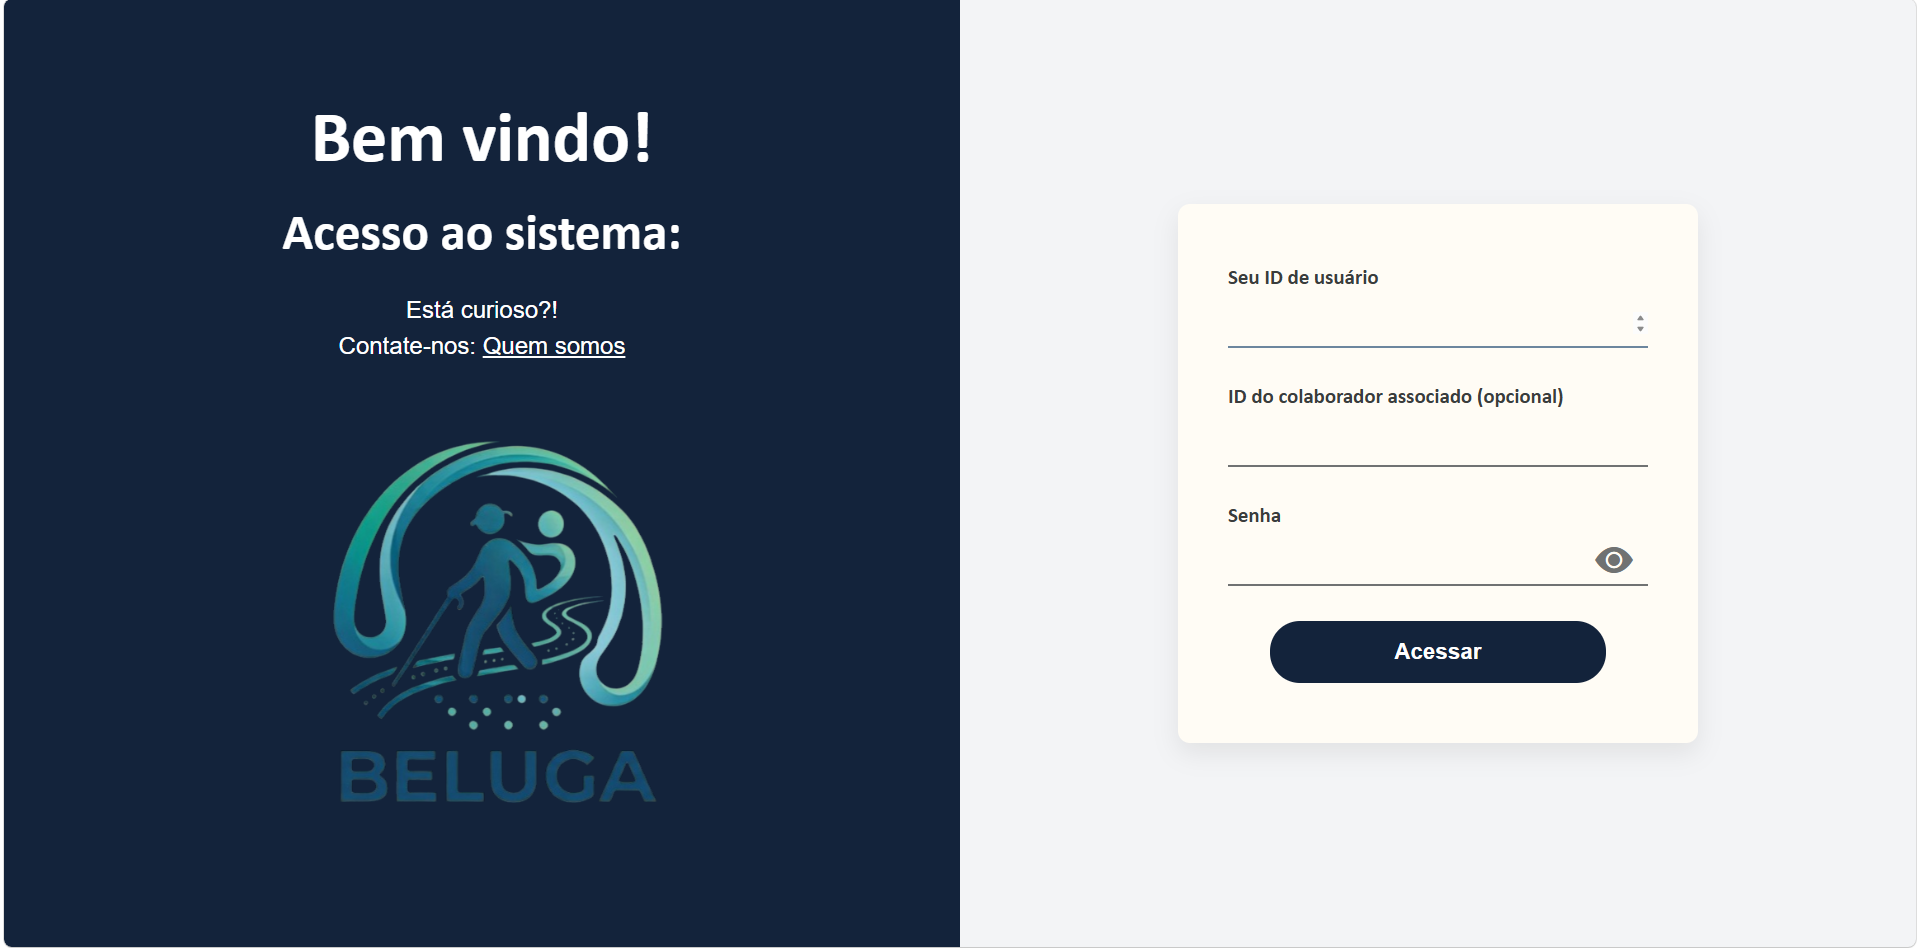 Bem vindo!
Acesso ao sistema:
Está curioso?!
Contate-nos: Quem somos
BELUGA
Seu ID de usuário
ID do colaborador associado (opcional)
Senha
Acessar